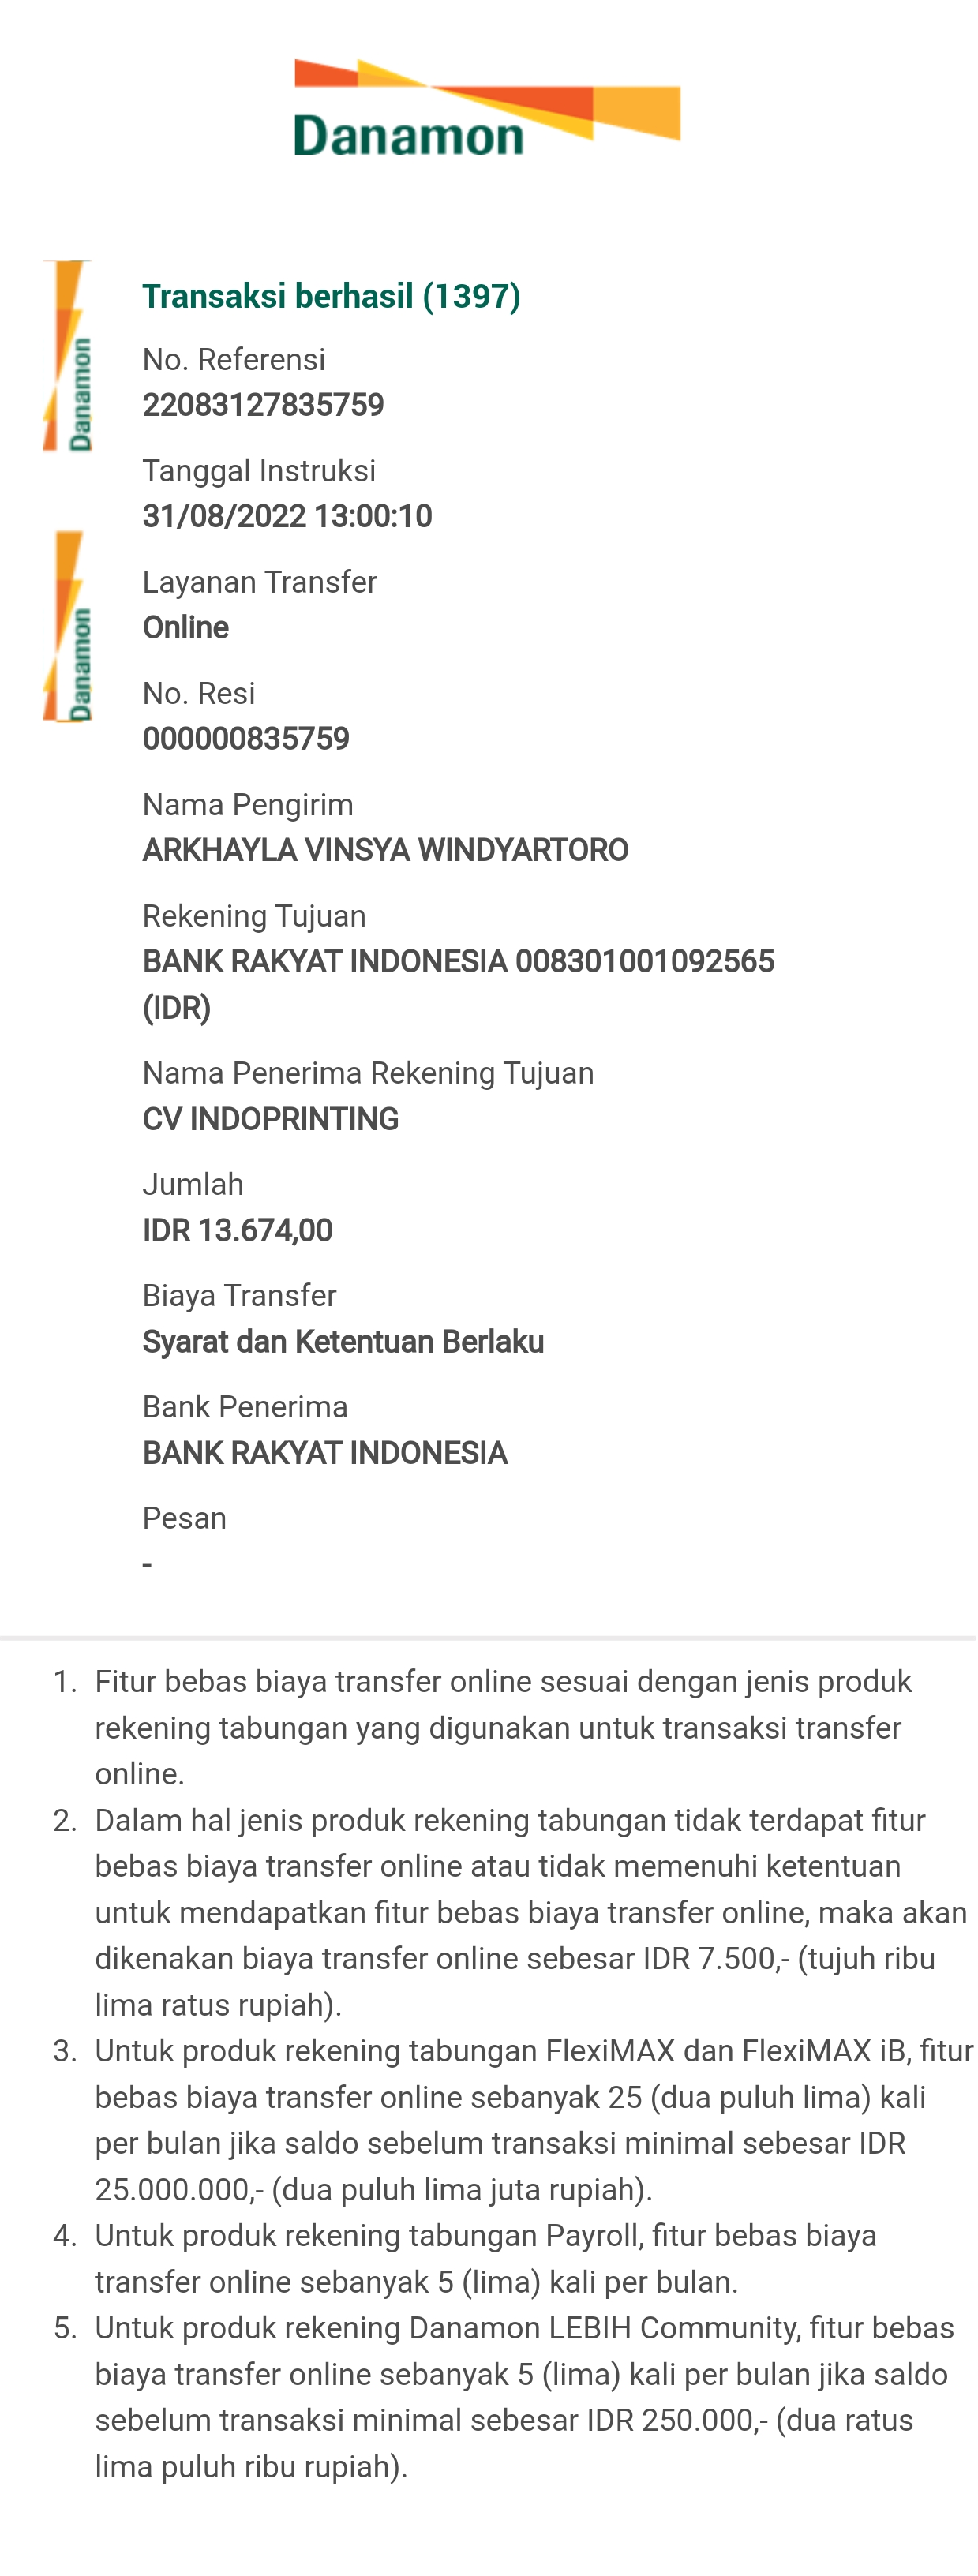 Danamon
Transaksi berhasil (1397)
No. Referensi
22083127835759
Tanggal Instruksi
31/08/2022 13:00:10
Layanan Transfer
Online
No. Resi
000000835759
Nama Pengirim
ARKHAYLA VINSYA WINDYARTORO
Rekening Tujuan
BANK RAKYAT INDONESIA 008301001092565
(IDR)
Nama Penerima Rekening Tujuan
CV INDOPRINTING
Jumlah
IDR 13.674,00
Biaya Transfer
Syarat dan Ketentuan Berlaku
Bank Penerima
BANK RAKYAT INDONESIA
Pesan
-
Danamon
Danamon
1. Fitur bebas biaya transfer online sesuai dengan jenis produk
rekening tabungan yang digunakan untuk transaksi transfer
online.
2. Dalam hal jenis produk rekening tabungan tidak terdapat fitur
bebas biaya transfer online atau tidak memenuhi ketentuan
untuk mendapatkan fitur bebas biaya transfer online, maka akan
dikenakan biaya transfer online sebesar IDR 7.500,- (tujuh ribu
lima ratus rupiah).
3. Untuk produk rekening tabungan FlexiMAX dan FlexiMAX iB, fitur
bebas biaya transfer online sebanyak 25 (dua puluh lima) kali
per bulan jika saldo sebelum transaksi minimal sebesar IDR
25.000.000,- (dua puluh lima juta rupiah).
4. Untuk produk rekening tabungan Payroll, fitur bebas biaya
transfer online sebanyak 5 (lima) kali per bulan.
5. Untuk produk rekening Danamon LEBIH Community, fitur bebas
biaya transfer online sebanyak 5 (lima) kali per bulan jika saldo
sebelum transaksi minimal sebesar IDR 250.000,- (dua ratus
lima puluh ribu rupiah).